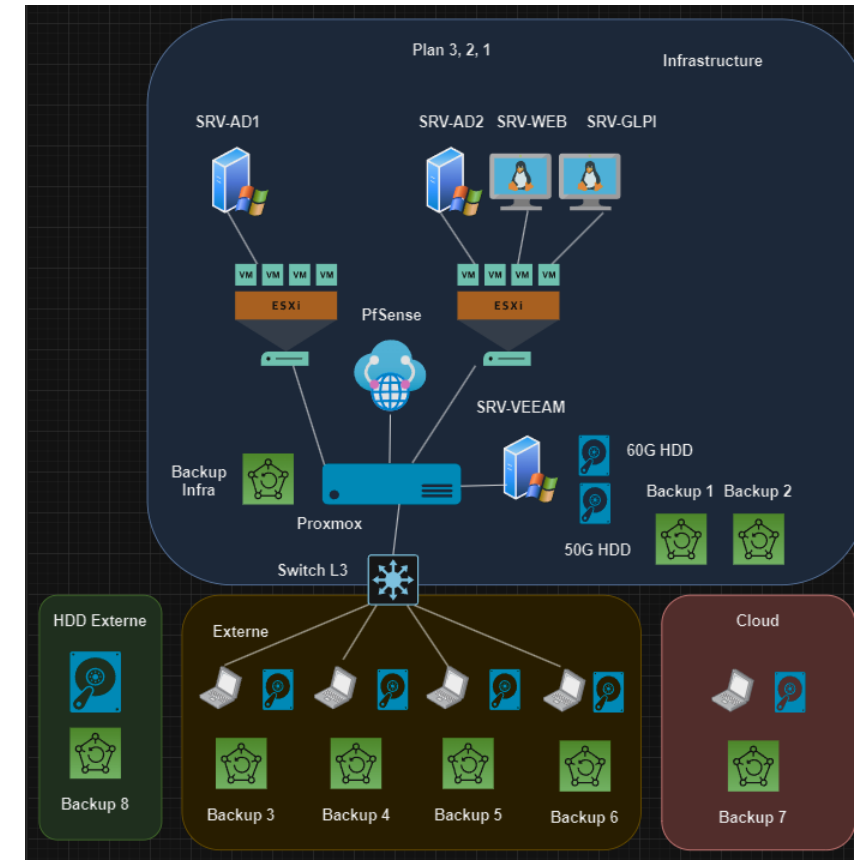 Plan 3, 2, 1
Infrastructure
SRV-AD1
SRV-AD2
SRV-WEB
SRV-GLPI
VM VM VM VM
VM VM VM VM
ESXi
ESXi
PfSense
SRV-VEEAM
60G HDD
Backup
Infra
Backup 1
Backup 2
Proxmox
50G HDD
Switch L3
HDD Externe
Externe
Cloud
Backup 8
Backup 3
Backup 4
Backup 5
Backup 6
Backup 7